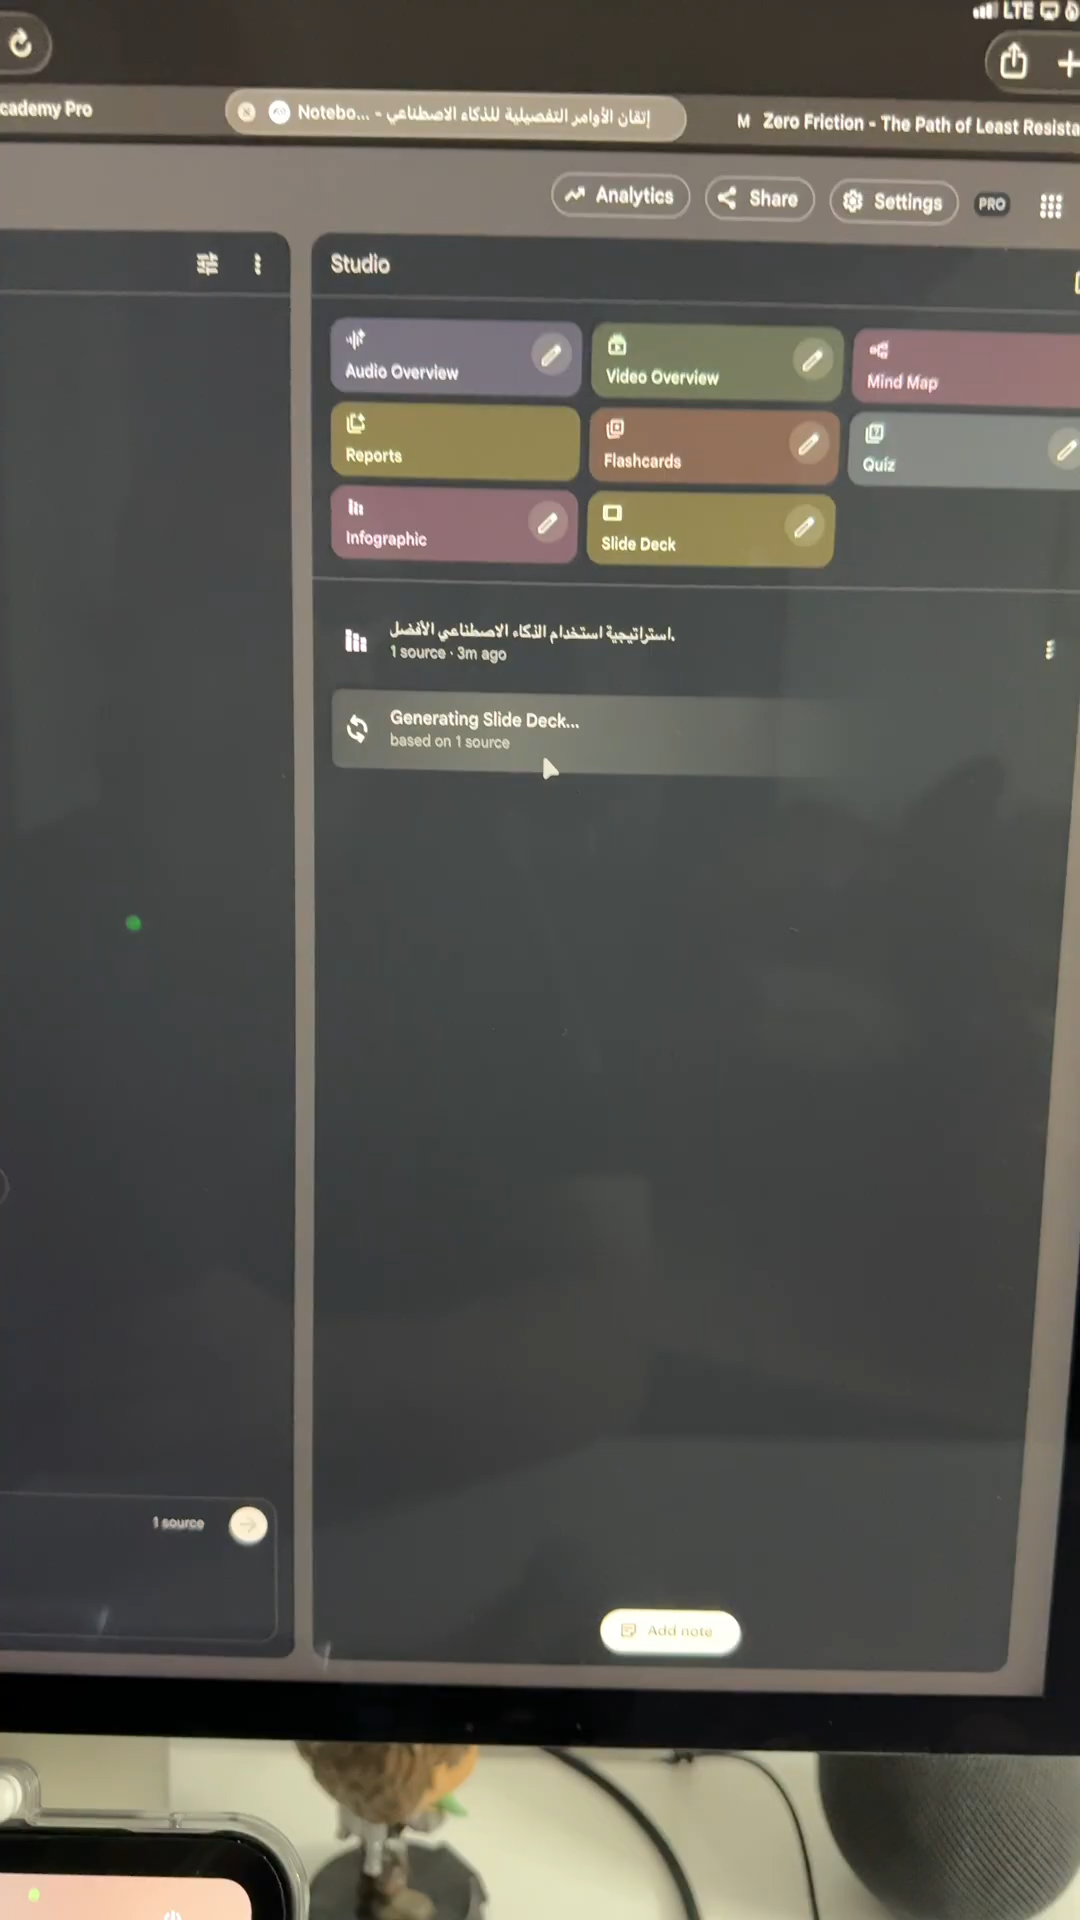 LTE
cademy Pro
Notebo... - إتقان الأوامر التفصيلية للذكاء الاصطناعي
M Zero Friction - The Path of Least Resista
Analytics
Share
Settings
PRO
Studio
Audio Overview
Video Overview
Mind Map
Reports
Flashcards
Quiz
Infographic
Slide Deck
استراتيجية استخدام الذكاء الاصطناعي الأفضل.
1 source · 3m ago
Generating Slide Deck...
based on 1 source
1 source
Add note